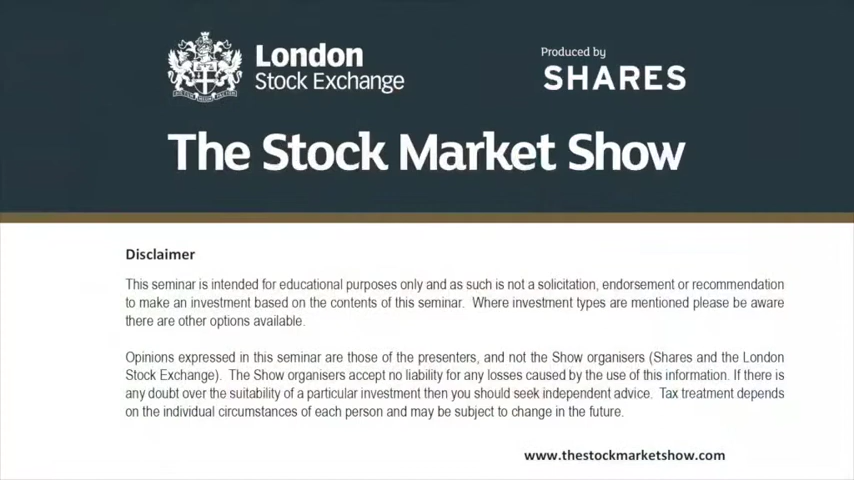 London
Stock Exchange
Produced by
SHARES
The Stock Market Show
Disclaimer
This seminar is intended for educational purposes only and as such is not a solicitation, endorsement or recommendation
to make an investment based on the contents of this seminar. Where investment types are mentioned please be aware
there are other options available.
Opinions expressed in this seminar are those of the presenters, and not the Show organisers (Shares and the London
Stock Exchange). The Show organisers accept no liability for any losses caused by the use of this information. If there is
any doubt over the suitability of a particular investment then you should seek independent advice. Tax treatment depends
on the individual circumstances of each person and may be subject to change in the future.
www.thestockmarketshow.com